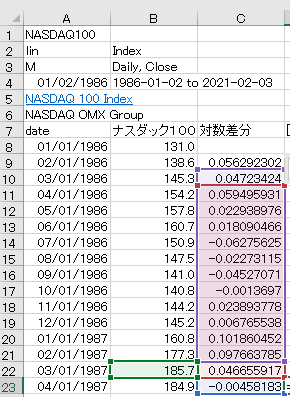 A B C
1 NASDAQ100
2 lin Index
3 M Daily, Close
4 01/02/1986 1986-01-02 to 2021-02-03
5 NASDAQ 100 Index
6 NASDAQ OMX Group
7 date ナスダック100 対数差分
8 01/01/1986 131.0
9 02/01/1986 138.6 0.056292302
10 03/01/1986 145.3 0.04723424
11 04/01/1986 154.2 0.059495931
12 05/01/1986 157.8 0.022938976
13 06/01/1986 160.7 0.018090466
14 07/01/1986 150.9 -0.06275625
15 08/01/1986 147.5 -0.02273115
16 09/01/1986 141.0 -0.04527071
17 10/01/1986 140.8 -0.0013697
18 11/01/1986 144.2 0.023893778
19 12/01/1986 145.2 0.006765538
20 01/01/1987 160.8 0.101860452
21 02/01/1987 177.3 0.097663785
22 03/01/1987 185.7 0.046655917
23 04/01/1987 184.9 -0.00458183